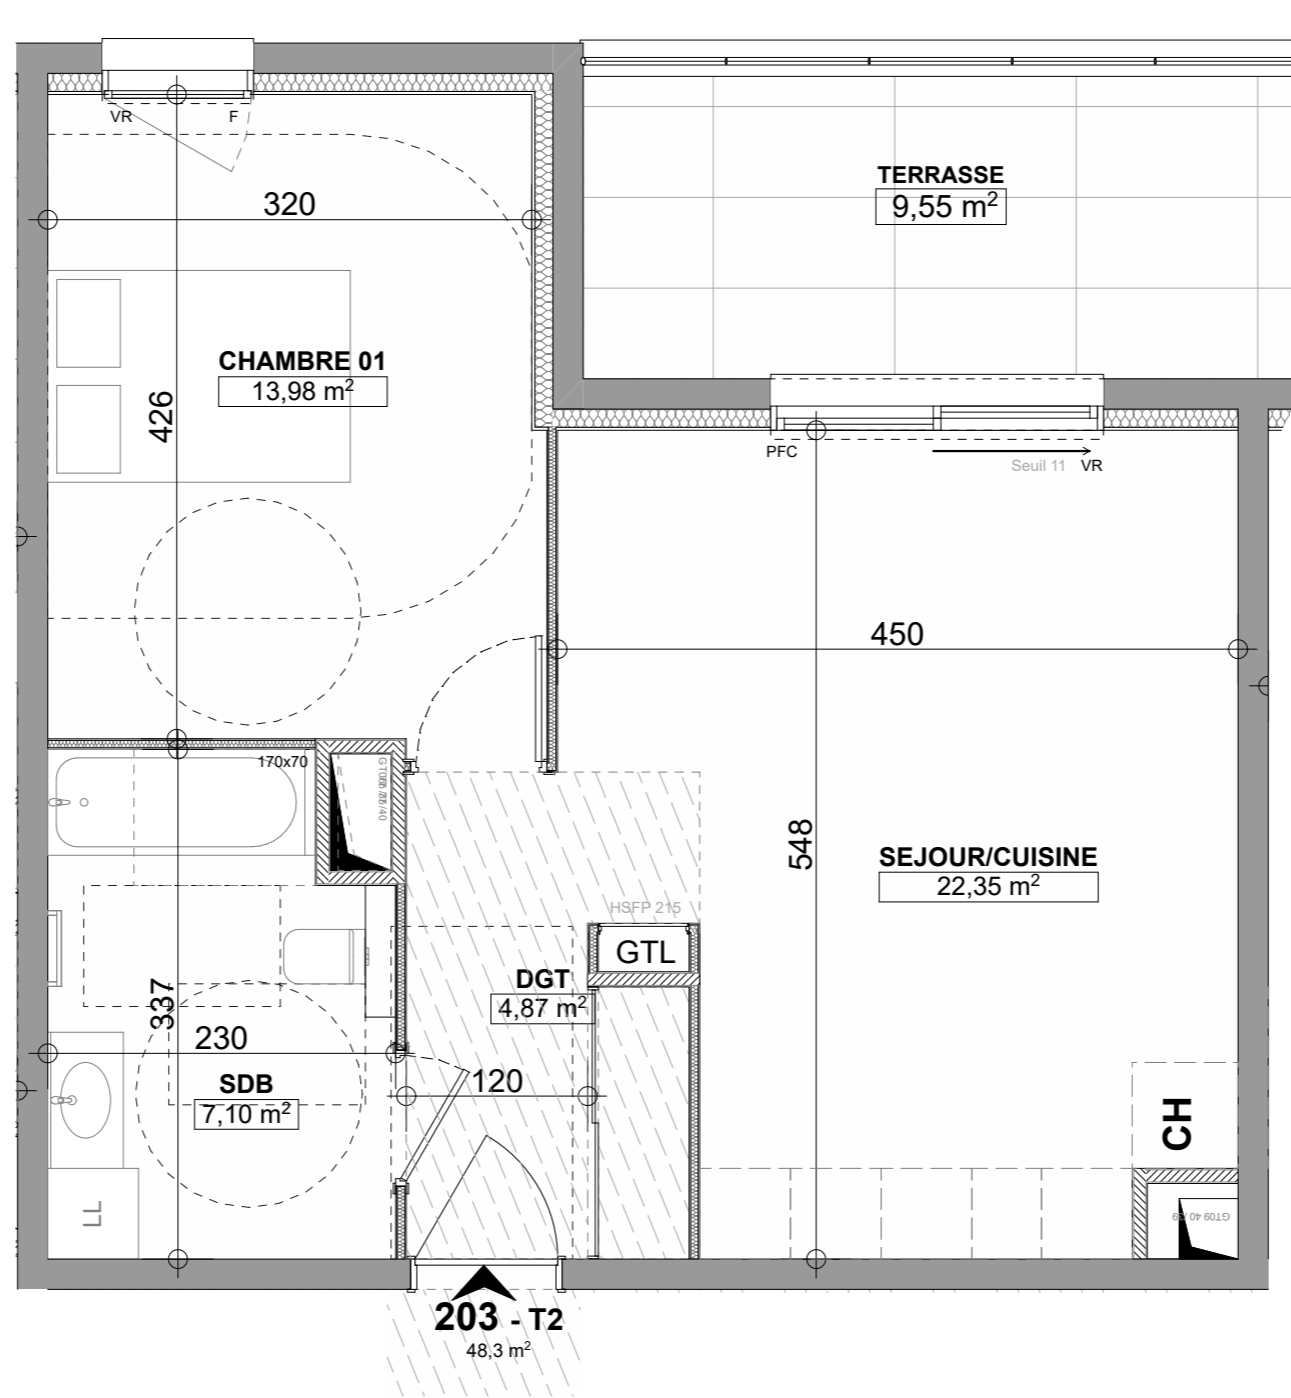 VR
F
320
TERRASSE
9,55 m²
CHAMBRE 01
13,98 m²
426
PFC
Seuil 11
VR
450
170x70
548
SEJOUR/CUISINE
22,35 m²
HSFP 215
GTL
DGT
4,87 m²
337
230
120
SDB
7,10 m²
CH
LL
203 - T2
48,3 m²